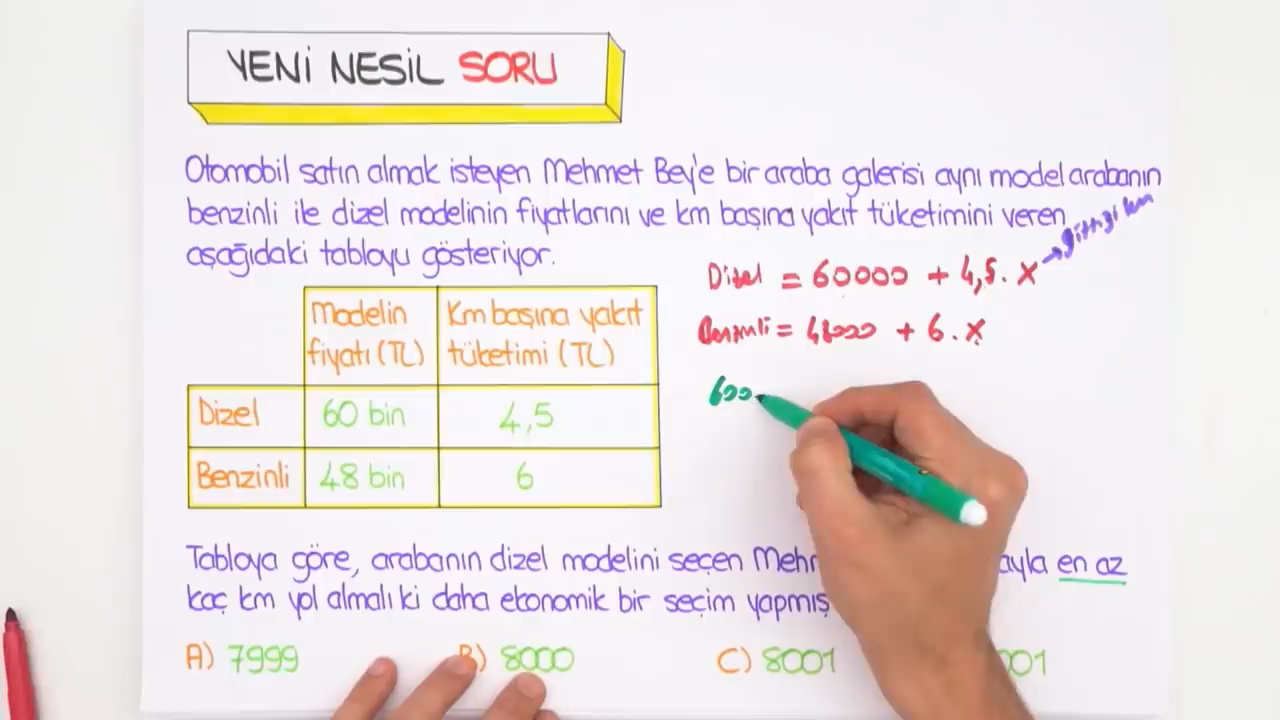 YENİ NESİL SORU
Otomobil satın almak isteyen Mehmet Bey'e bir araba galerisi aynı model arabanın
benzinli ile dizel modelinin fiyatlarını ve km başına yakıt tüketimini veren
aşağıdaki tabloyu gösteriyor.
gittiği km
Dizel = 60000 + 4,5. X
Benzinli = 48000 + 6. X
600
Modelin fiyatı (TL)
Km başına yakıt tüketimi (TL)
Dizel 60 bin 4,5
Benzinli 48 bin 6
Tabloya göre, arabanın dizel modelini seçen en az
kaç km yol almalı ki daha ekonomik bir seçim yapmış
A) 7999 B) 8000 C) 8001